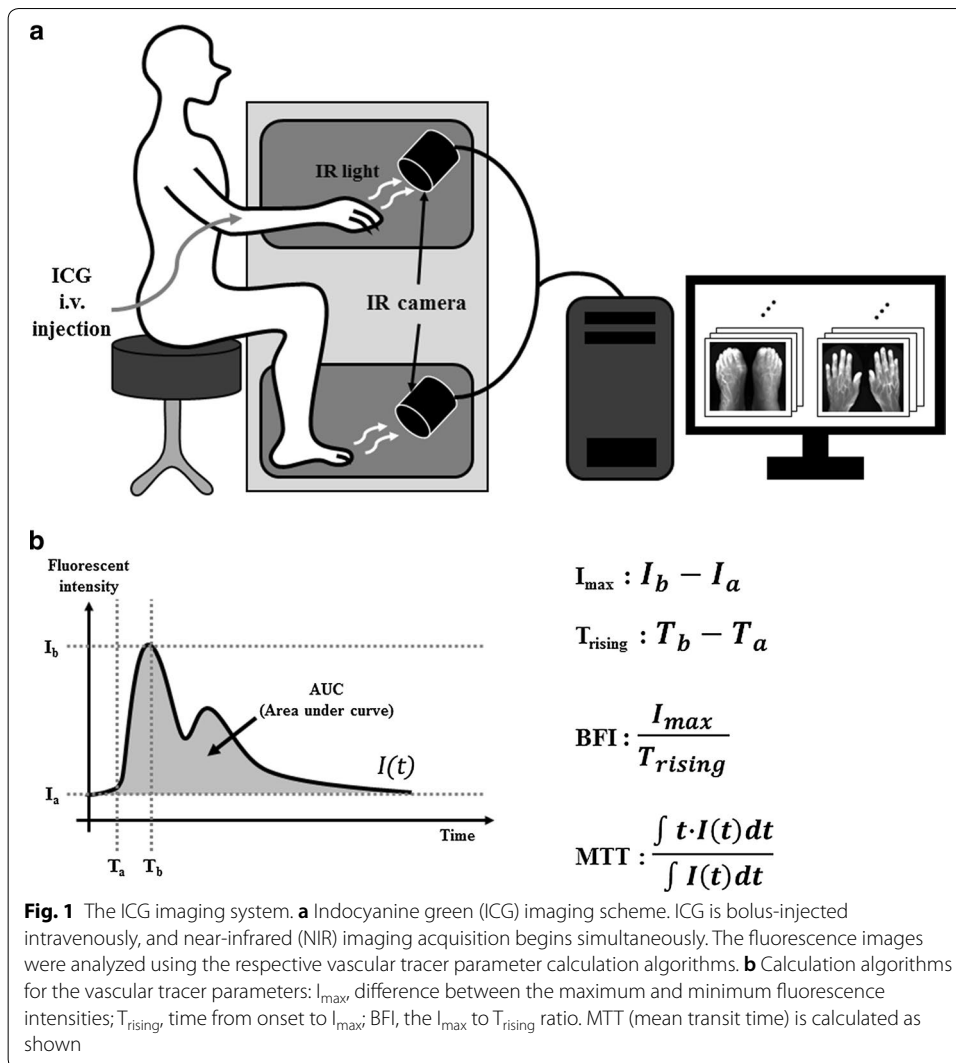 a
IR light
ICG
i.v.
injection
IR camera
b
Fluorescent
intensity
I_b
AUC
(Area under curve)
I(t)
I_a
Time
T_a T_b
I_max : I_b − I_a
T_rising : T_b − T_a
BFI : I_max / T_rising
MTT : ∫ t·I(t)dt / ∫ I(t)dt
Fig. 1 The ICG imaging system. a Indocyanine green (ICG) imaging scheme. ICG is bolus-injected
intravenously, and near-infrared (NIR) imaging acquisition begins simultaneously. The fluorescence images
were analyzed using the respective vascular tracer parameter calculation algorithms. b Calculation algorithms
for the vascular tracer parameters: I_max, difference between the maximum and minimum fluorescence
intensities; T_rising, time from onset to I_max; BFI, the I_max to T_rising ratio. MTT (mean transit time) is calculated as
shown